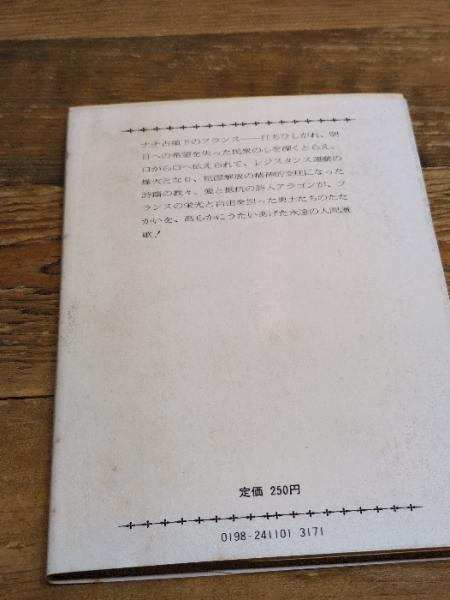 ナチ占領下のフランス——打ちひしがれ、明
日への希望を失った民衆の心を深くとらえ、
口から口へ伝えられて、レジスタンス運動の
烽火となり、祖国解放の精神的支柱になった
詩篇の数々。愛と抵抗の詩人アラゴンが、フ
ランスの栄光と自由を担った勇士たちのたた
かいを、高らかにうたいあげた永遠の人間讃
歌！
定価 250円
0198-241101 3171